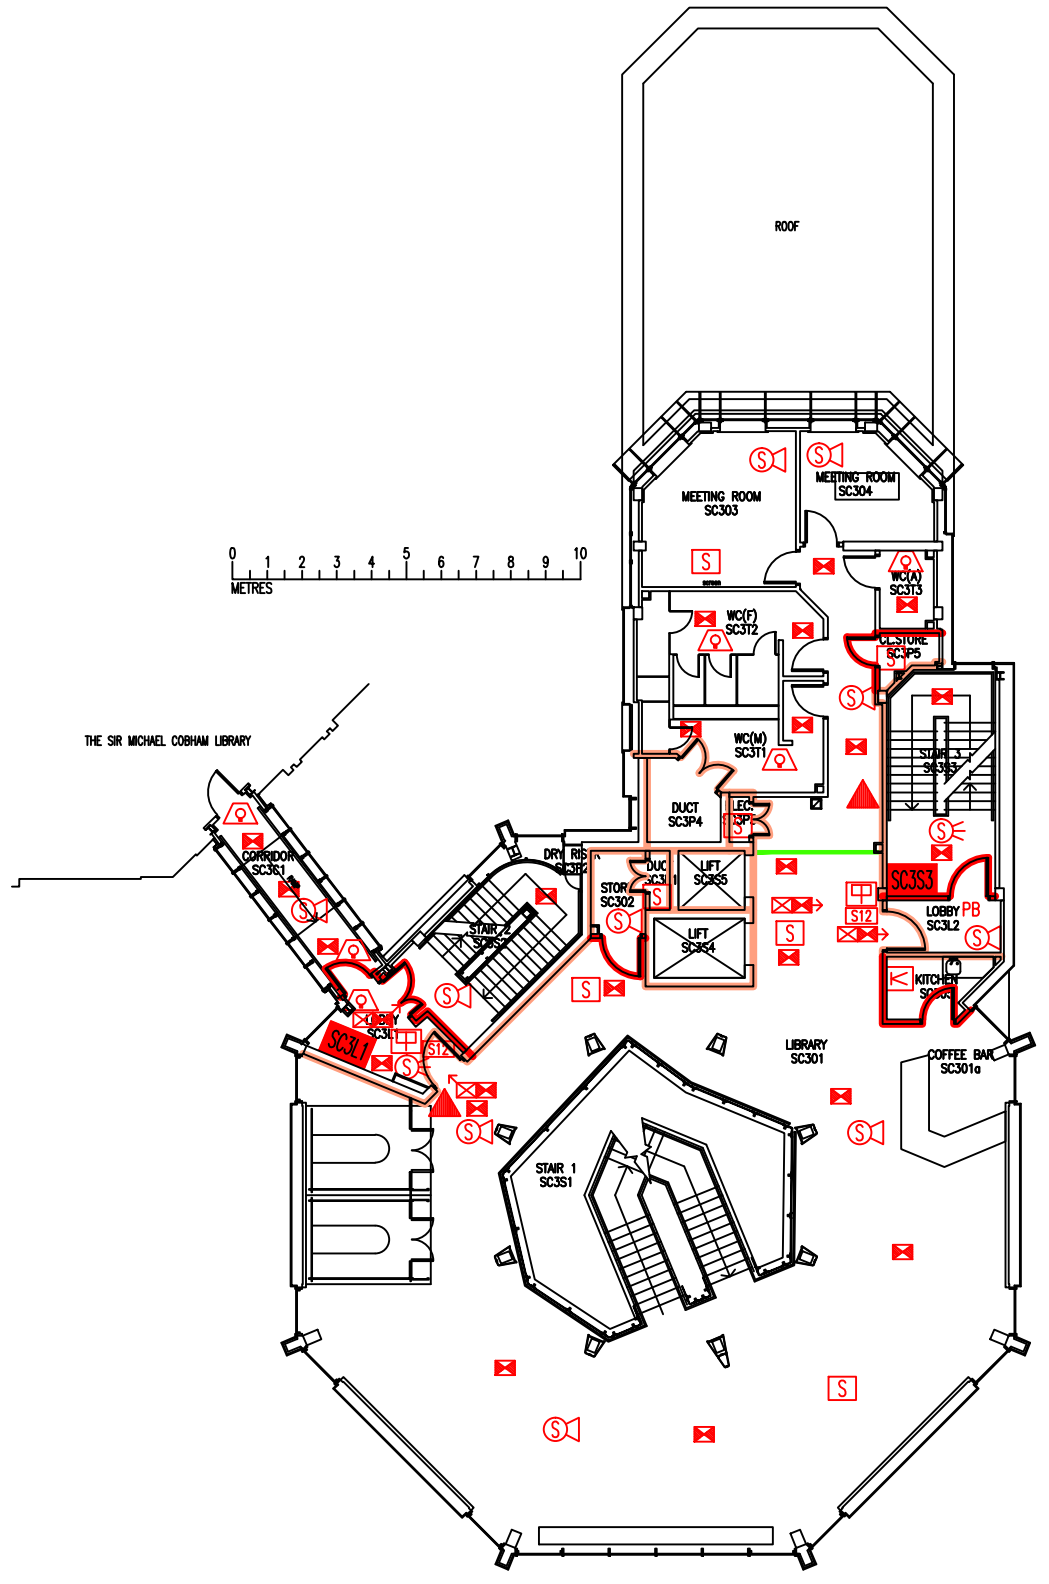 ROOF
MEETING ROOM
SC304
MEETING ROOM
SC303
S
S
S
screen
0
1
2
3
4
5
6
7
8
9
10
METRES
WC(A)
SC3T3
WC(F)
SC3T2
CL.STORE
SC3P5
S
S
THE SIR MICHAEL COBHAM LIBRARY
WC(M)
SC3T1
STAIR 3
SC3S3
DUCT
SC3P4
S
S
CORRIDOR
SC3C1
S
LIFT
SC3S5
SC3S3
S
SC302
S
LOBBY
SC3L2
PB
S12
S
S
STAIR 2
LIFT
SC3S4
KITCHEN
K
S
S
LOBBY
SC3L1
S12
S
LIBRARY
SC301
COFFEE BAR
SC301a
S
S
STAIR 1
SC3S1
S
S